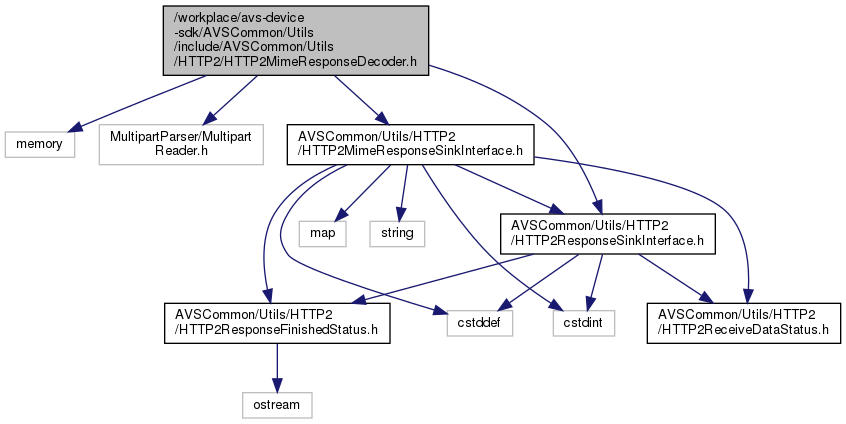 /workplace/avs-device
-sdk/AVSCommon/Utils
/include/AVSCommon/Utils
/HTTP2/HTTP2MimeResponseDecoder.h
memory
MultipartParser/Multipart
Reader.h
AVSCommon/Utils/HTTP2
/HTTP2MimeResponseSinkInterface.h
map
string
AVSCommon/Utils/HTTP2
/HTTP2ResponseSinkInterface.h
AVSCommon/Utils/HTTP2
/HTTP2ResponseFinishedStatus.h
cstddef
cstdint
AVSCommon/Utils/HTTP2
/HTTP2ReceiveDataStatus.h
ostream